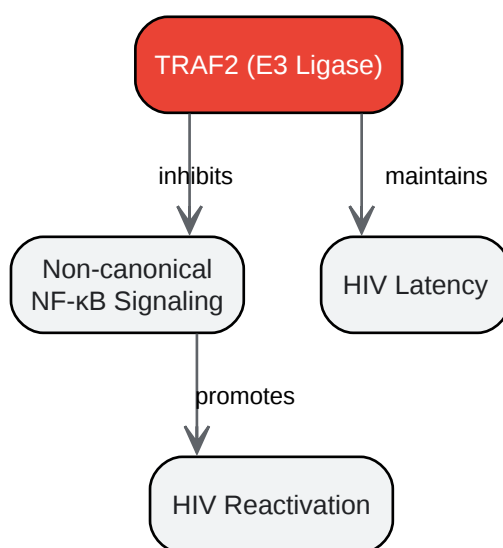 TRAF2 (E3 Ligase)
inhibits
maintains
Non-canonical
NF-κB Signaling
HIV Latency
promotes
HIV Reactivation